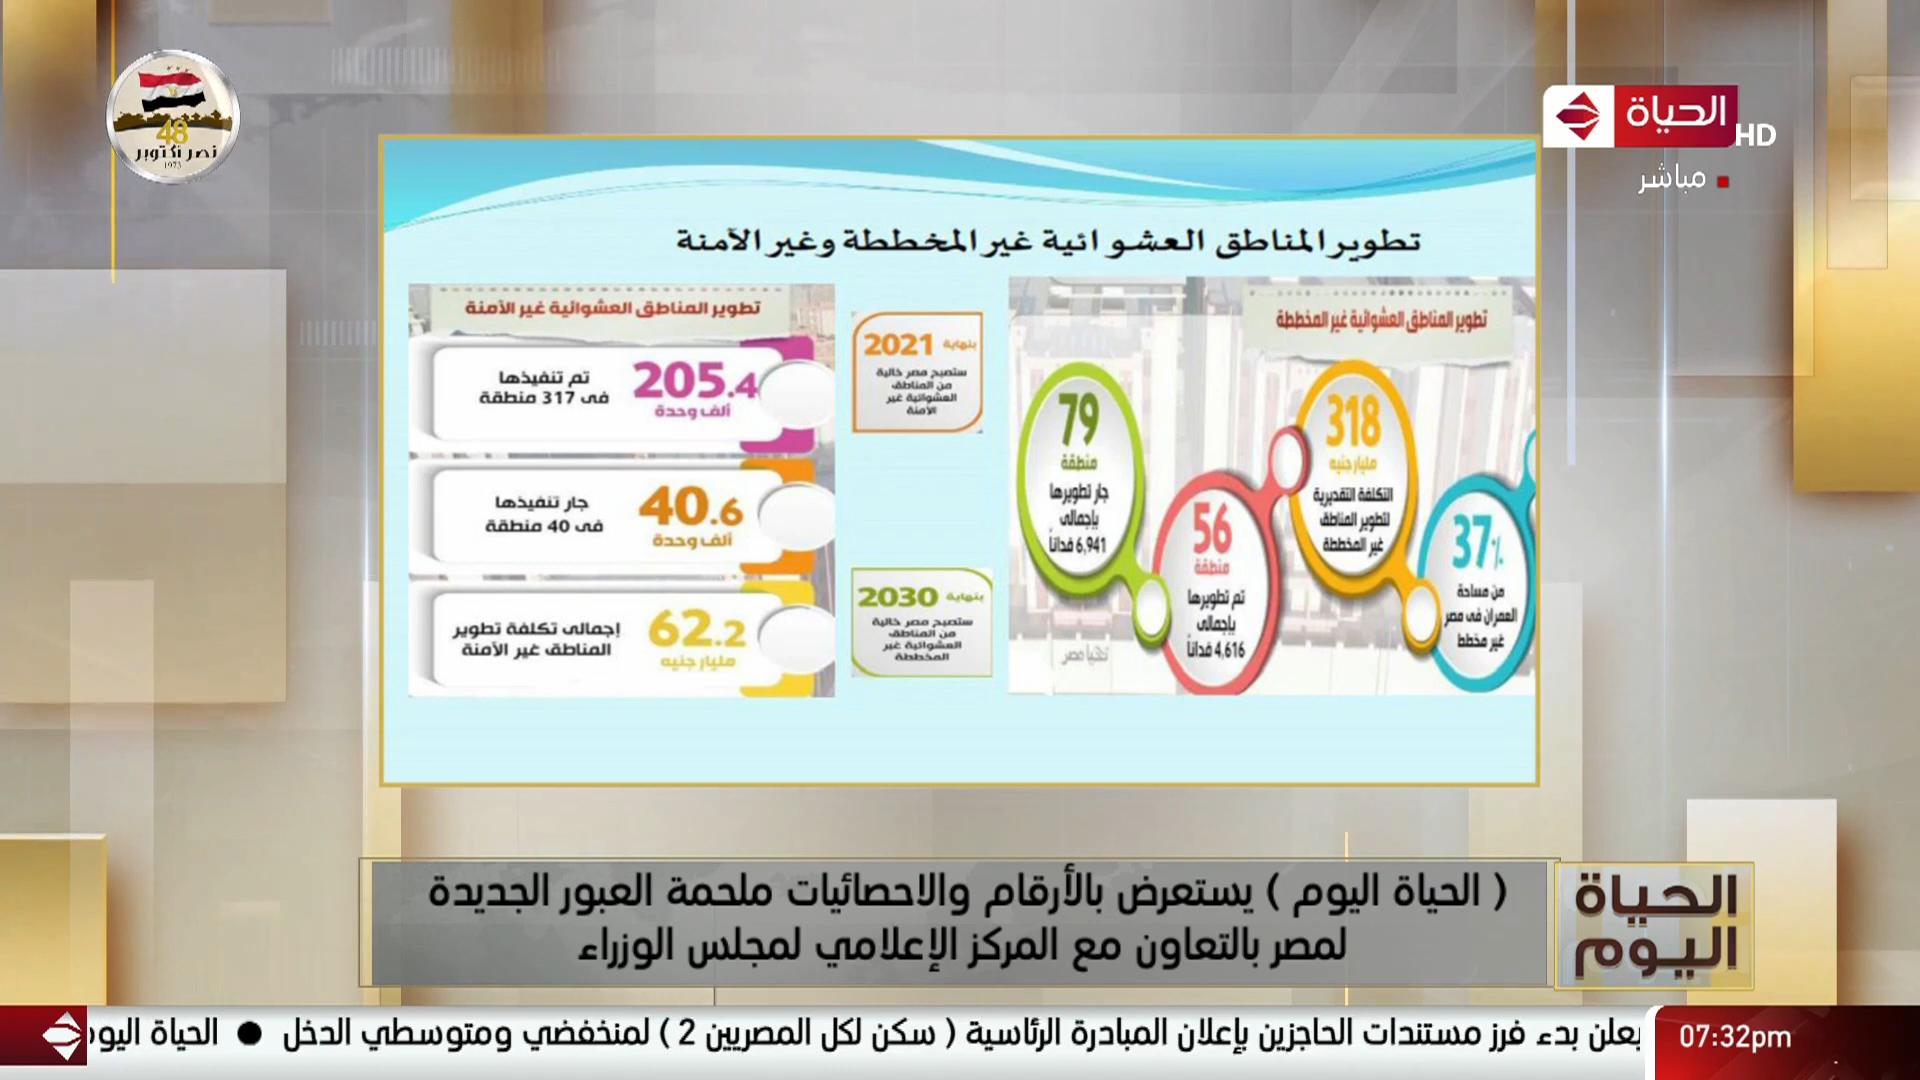 48
نصر أكتوبر
1973
الحياة
HD
مباشر
تطوير المناطق العشوائية غير المخططة وغير الآمنة
تطوير المناطق العشوائية غير المخططة
37%
من مساحة
العمران فى مصر
غير مخطط
318
مليار جنيه
التكلفة التقديرية
لتطوير المناطق
غير المخططة
56
منطقة
تم تطويرها
بإجمالى
4,616 فداناً
79
منطقة
جار تطويرها
بإجمالى
6,941 فداناً
تحيا مصر
بنهاية 2021
ستصبح مصر خالية
من المناطق
العشوائية غير
الآمنة
بنهاية 2030
ستصبح مصر خالية
من المناطق
العشوائية غير
المخططة
تطوير المناطق العشوائية غير الآمنة
205.4
ألف وحدة
تم تنفيذها
فى 317 منطقة
40.6
ألف وحدة
جار تنفيذها
فى 40 منطقة
62.2
مليار جنيه
إجمالى تكلفة تطوير
المناطق غير الآمنة
الحياة
اليوم
( الحياة اليوم ) يستعرض بالأرقام والاحصائيات ملحمة العبور الجديدة
لمصر بالتعاون مع المركز الإعلامي لمجلس الوزراء
07:32pm
يعلن بدء فرز مستندات الحاجزين بإعلان المبادرة الرئاسية ( سكن لكل المصريين 2 ) لمنخفضي ومتوسطي الدخل ● الحياة اليوم